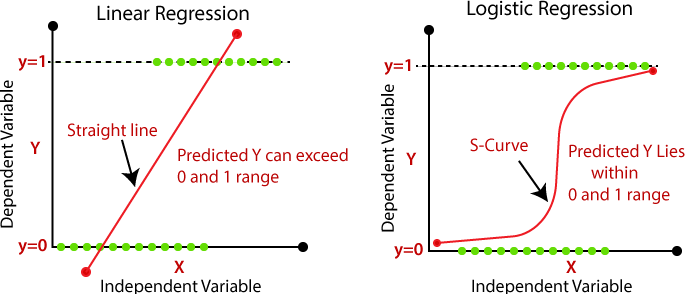 Linear Regression
y=1
Dependent Variable
Y
Straight line
Predicted Y can exceed
0 and 1 range
y=0
X
Independent Variable
Logistic Regression
y=1
Dependent Variable
Y
S-Curve
Predicted Y Lies
within
0 and 1 range
y=0
X
Independent Variable